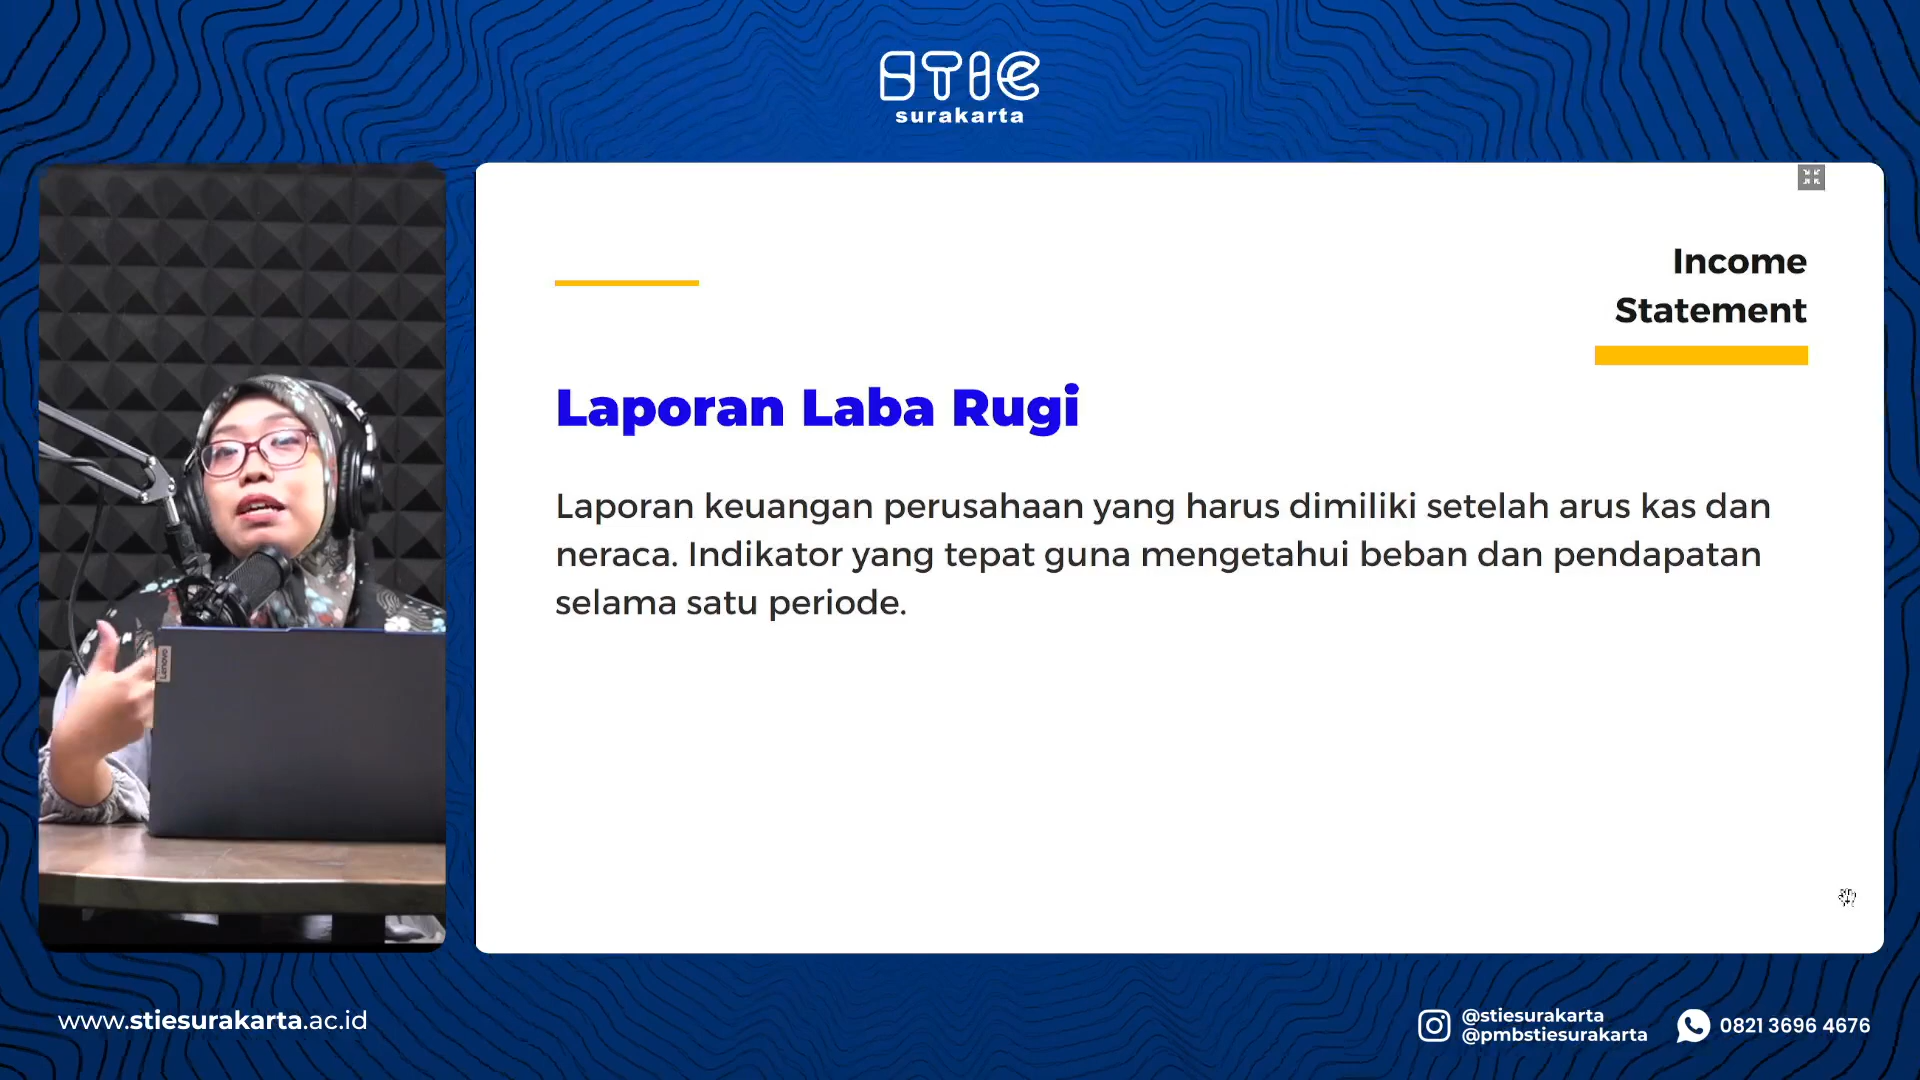 STIE
surakarta
Income
Statement
Laporan Laba Rugi
Laporan keuangan perusahaan yang harus dimiliki setelah arus kas dan
neraca. Indikator yang tepat guna mengetahui beban dan pendapatan
selama satu periode.
Lenovo
www.stiesurakarta.ac.id
@stiesurakarta
@pmbstiesurakarta
0821 3696 4676